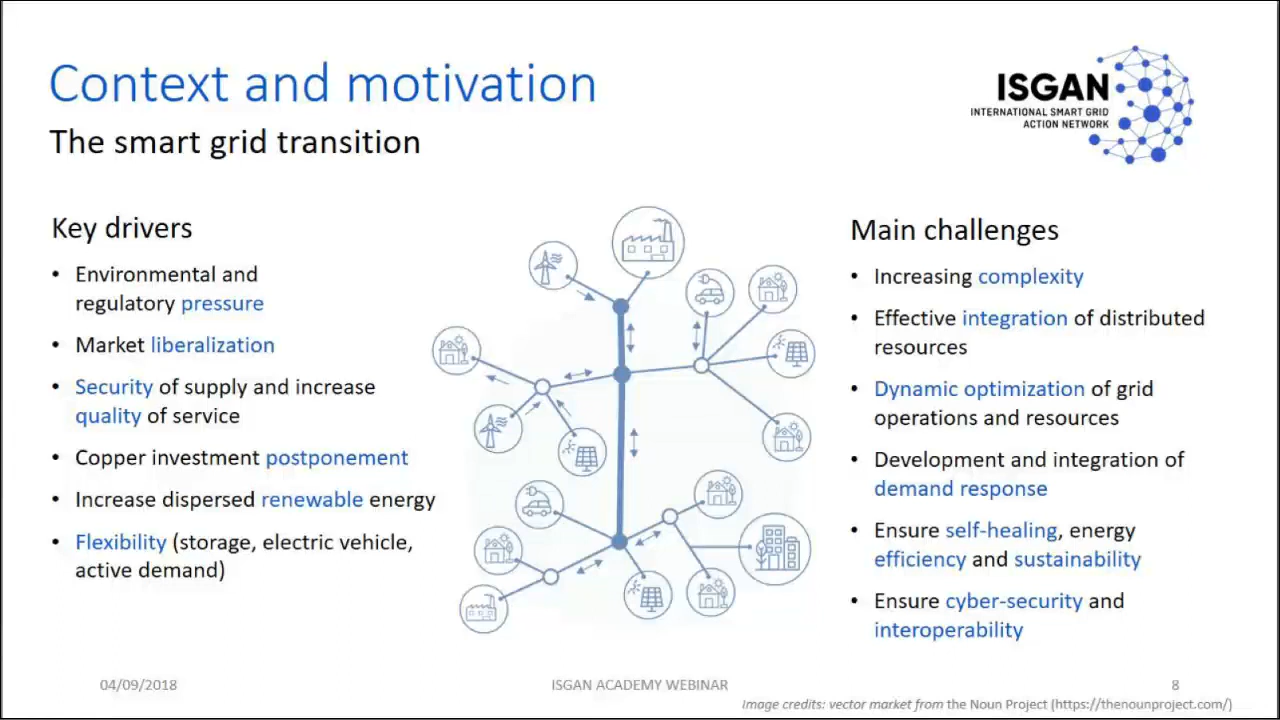 Context and motivation
The smart grid transition
ISGAN
INTERNATIONAL SMART GRID
ACTION NETWORK
Key drivers
• Environmental and
regulatory pressure
• Market liberalization
• Security of supply and increase
quality of service
• Copper investment postponement
• Increase dispersed renewable energy
• Flexibility (storage, electric vehicle,
active demand)
Main challenges
• Increasing complexity
• Effective integration of distributed
resources
• Dynamic optimization of grid
operations and resources
• Development and integration of
demand response
• Ensure self-healing, energy
efficiency and sustainability
• Ensure cyber-security and
interoperability
04/09/2018
ISGAN ACADEMY WEBINAR
8
Image credits: vector market from the Noun Project (https://thenounproject.com/)